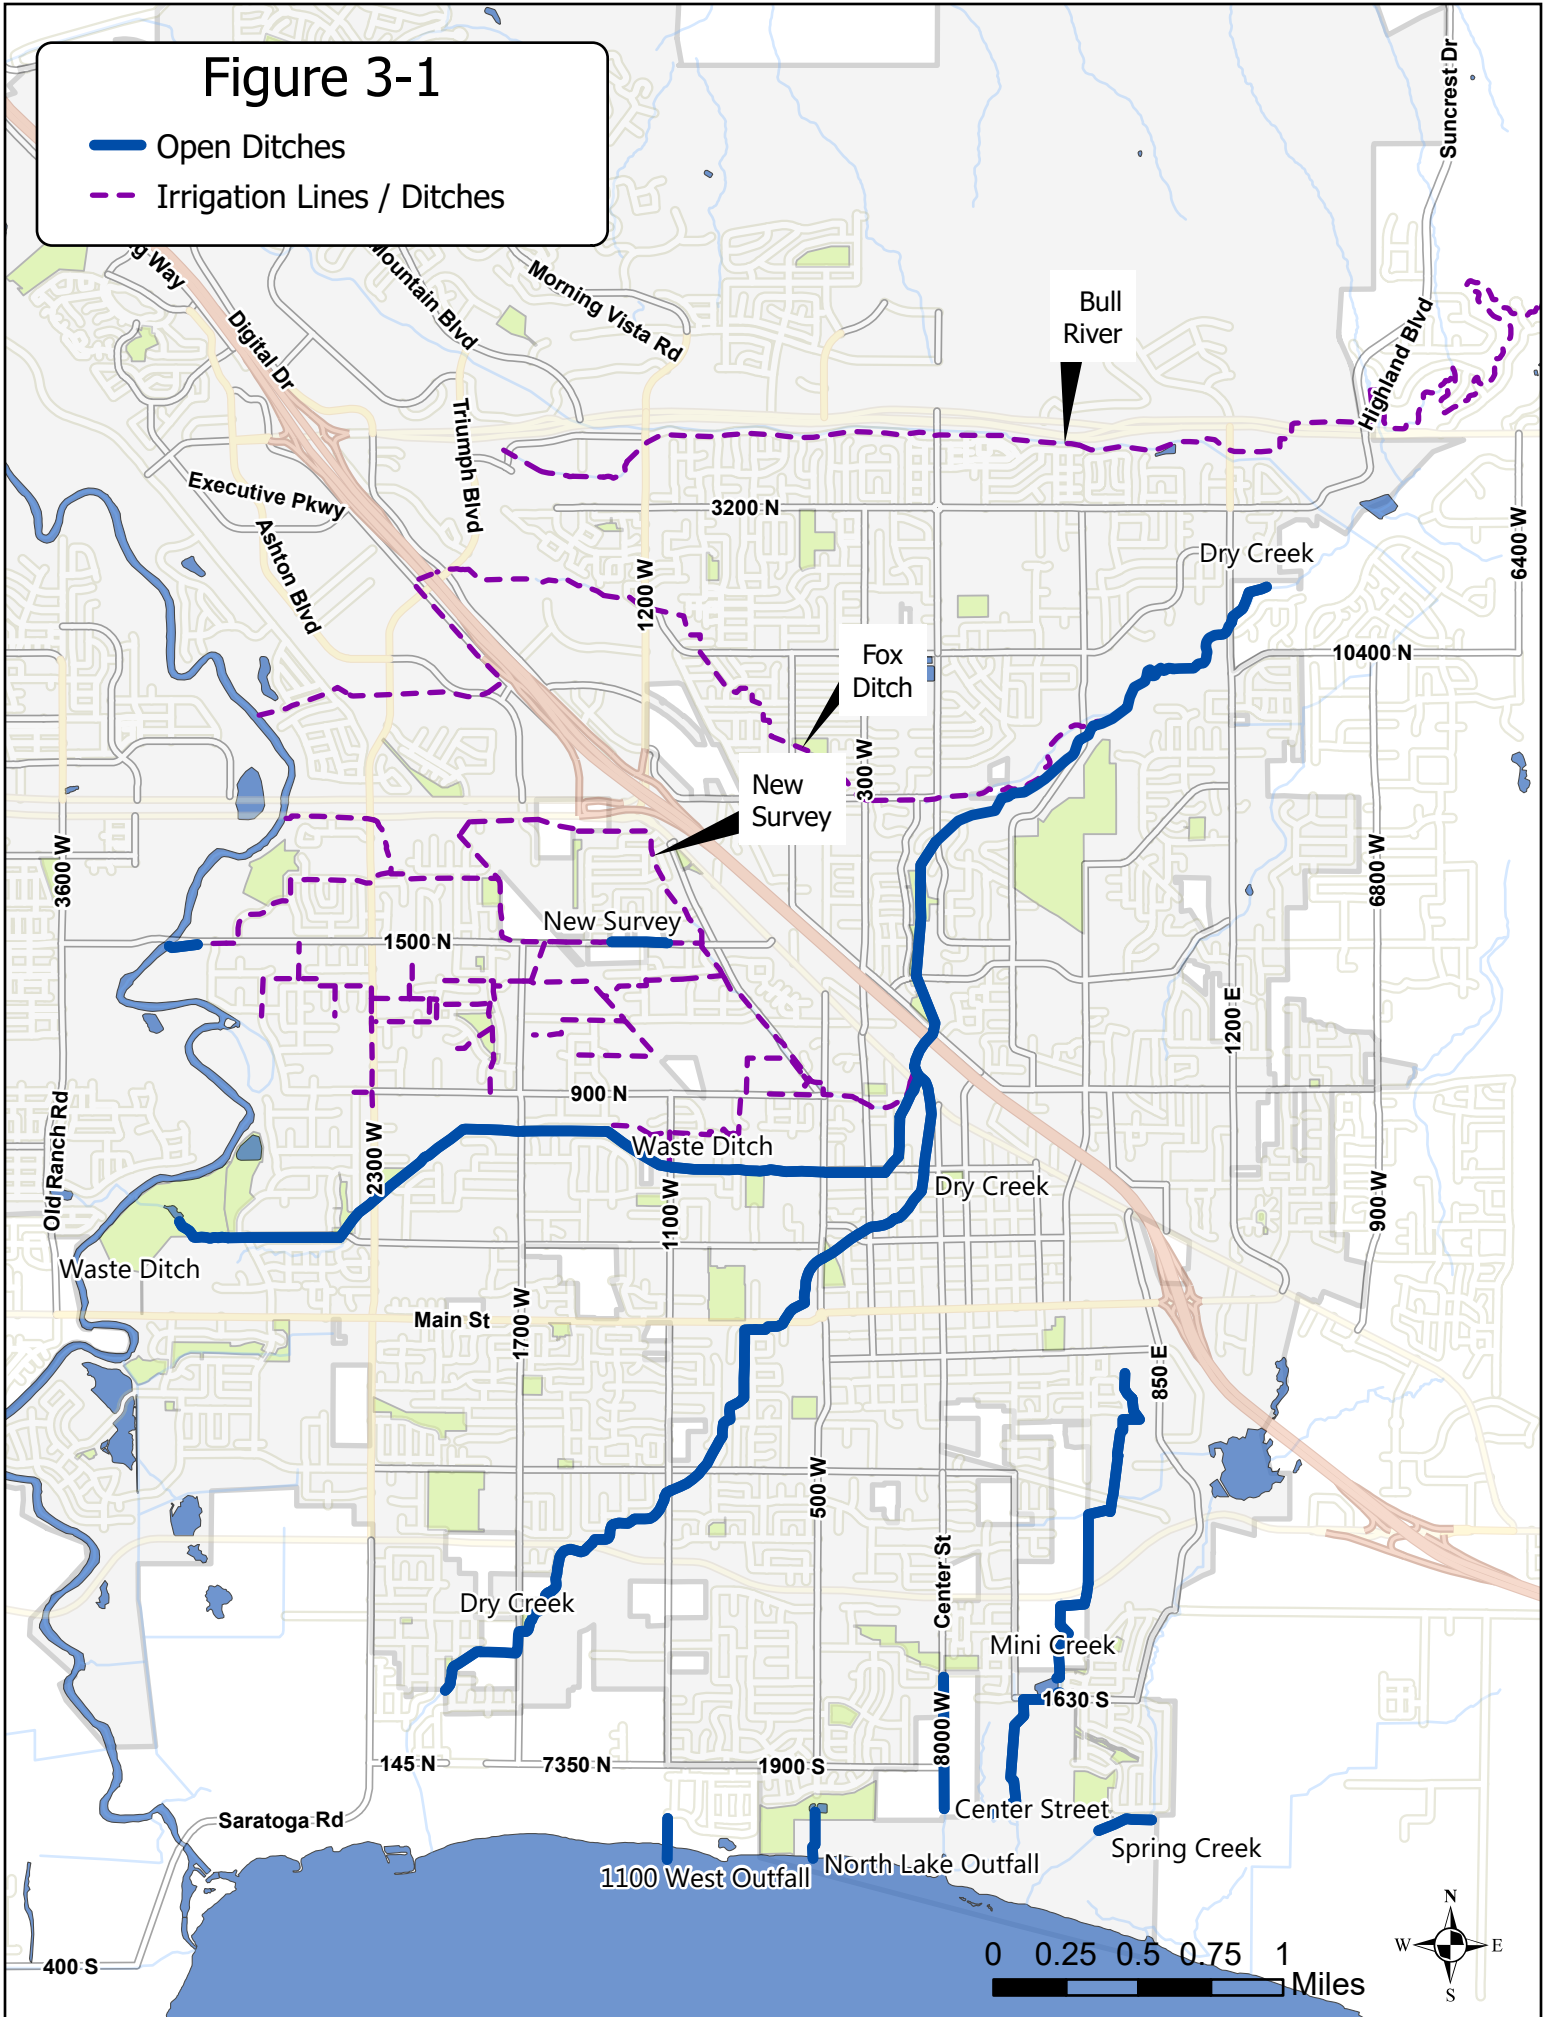 Figure 3-1
Open Ditches
Irrigation Lines / Ditches
Suncrest Dr
g Way
Mountain Blvd
Morning Vista Rd
Digital Dr
Bull
River
Highland Blvd
Triumph Blvd
Executive Pkwy
3200 N
Ashton Blvd
Dry Creek
6400 W
1200 W
10400 N
Fox
Ditch
300 W
New
Survey
3600 W
6800 W
New Survey
1500 N
1200 E
900 N
Old Ranch Rd
2300 W
Waste Ditch
Dry Creek
1100 W
900 W
Waste Ditch
Main St
1700 W
850 E
500 W
Center St
Dry Creek
Mini Creek
1630 S
8000 W
145 N
7350 N
1900 S
Saratoga Rd
Center Street
Spring Creek
North Lake Outfall
1100 West Outfall
400 S
0 0.25 0.5 0.75 1
Miles
N
W E
S